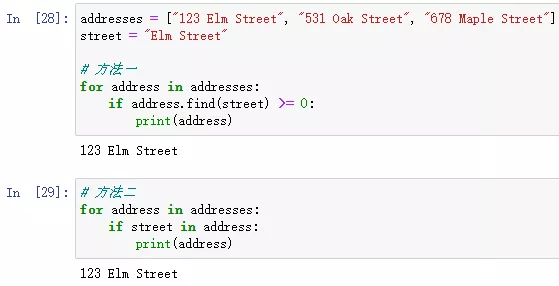 In [28]: addresses = ["123 Elm Street", "531 Oak Street", "678 Maple Street"]
street = "Elm Street"
# 方法一
for address in addresses:
if address.find(street) >= 0:
print(address)
123 Elm Street
In [29]: # 方法二
for address in addresses:
if street in address:
print(address)
123 Elm Street